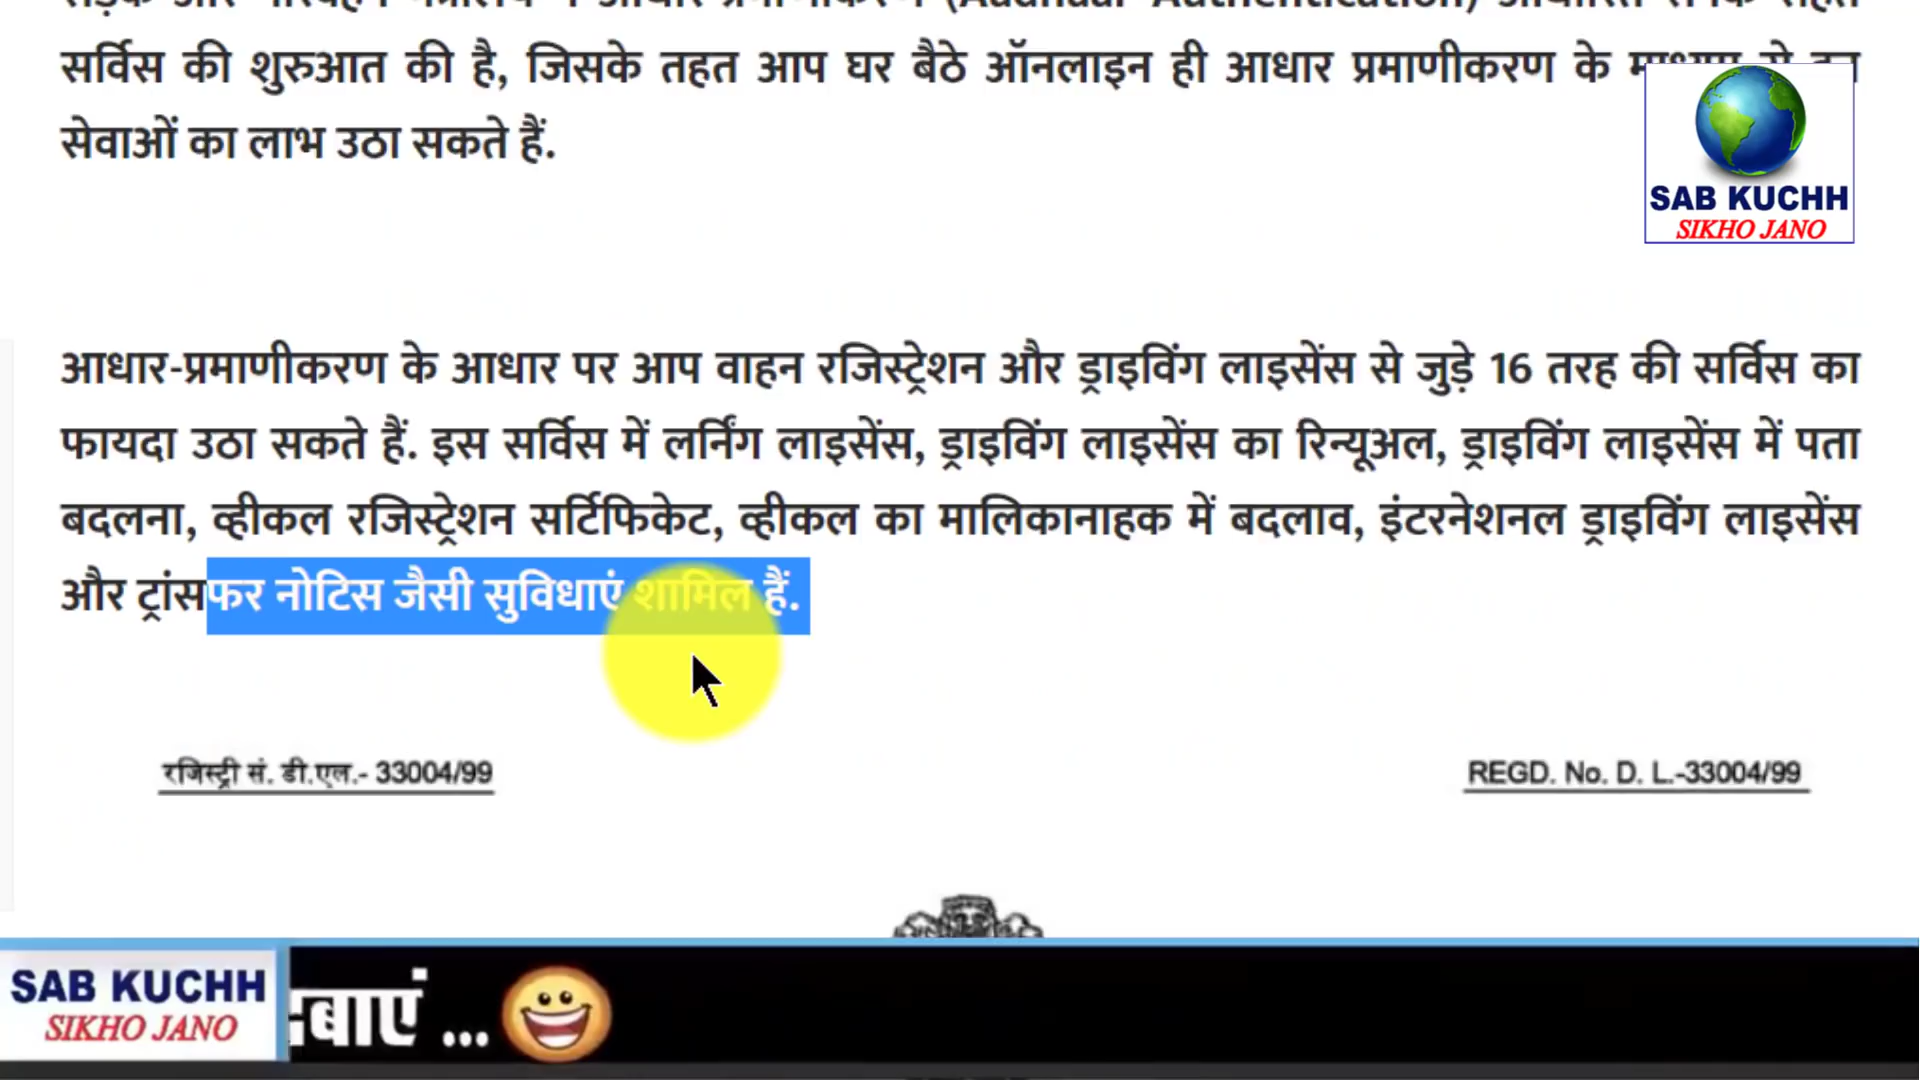 (Aadhaar Authentication)
सर्विस की शुरुआत की है, जिसके तहत आप घर बैठे ऑनलाइन ही आधार प्रमाणीकरण के
सेवाओं का लाभ उठा सकते हैं.
SAB KUCHH
SIKHO JANO
आधार-प्रमाणीकरण के आधार पर आप वाहन रजिस्ट्रेशन और ड्राइविंग लाइसेंस से जुड़े 16 तरह की सर्विस का
फायदा उठा सकते हैं. इस सर्विस में लर्निंग लाइसेंस, ड्राइविंग लाइसेंस का रिन्यूअल, ड्राइविंग लाइसेंस में पता
बदलना, व्हीकल रजिस्ट्रेशन सर्टिफिकेट, व्हीकल का मालिकानाहक में बदलाव, इंटरनेशनल ड्राइविंग लाइसेंस
और ट्रांसफर नोटिस जैसी सुविधाएं शामिल हैं.
रजिस्ट्री सं. डी.एल.- 33004/99
REGD. No. D. L.-33004/99
SAB KUCHH
SIKHO JANO
...